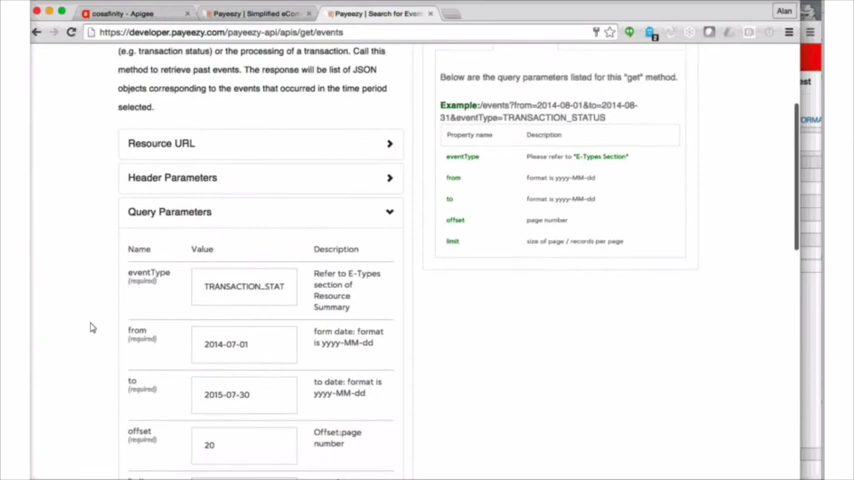 cosafinity - Apigee
Payeezy | Simplified eCom
Payeezy | Search for Even
Alan
https://developer.payeezy.com/payeezy-api/apis/get/events
(e.g. transaction status) or the processing of a transaction. Call this
method to retrieve past events. The response will be list of JSON
objects corresponding to the events that occurred in the time period
selected.
Resource URL
Header Parameters
Query Parameters
Name Value Description
eventType
(required)
TRANSACTION_STAT
Refer to E-Types
section of
Resource
Summary
from
(required)
2014-07-01
form date: format
is yyyy-MM-dd
to
(required)
2015-07-30
to date: format is
yyyy-MM-dd
offset
(required)
20
Offset:page
number
Below are the query parameters listed for this "get" method.
Example:/events?from=2014-08-01&to=2014-08-
31&eventType=TRANSACTION_STATUS
Property name Description
eventType Please refer to "E-Types Section"
from format is yyyy-MM-dd
to format is yyyy-MM-dd
offset page number
limit size of page / records per page
est
ORMA